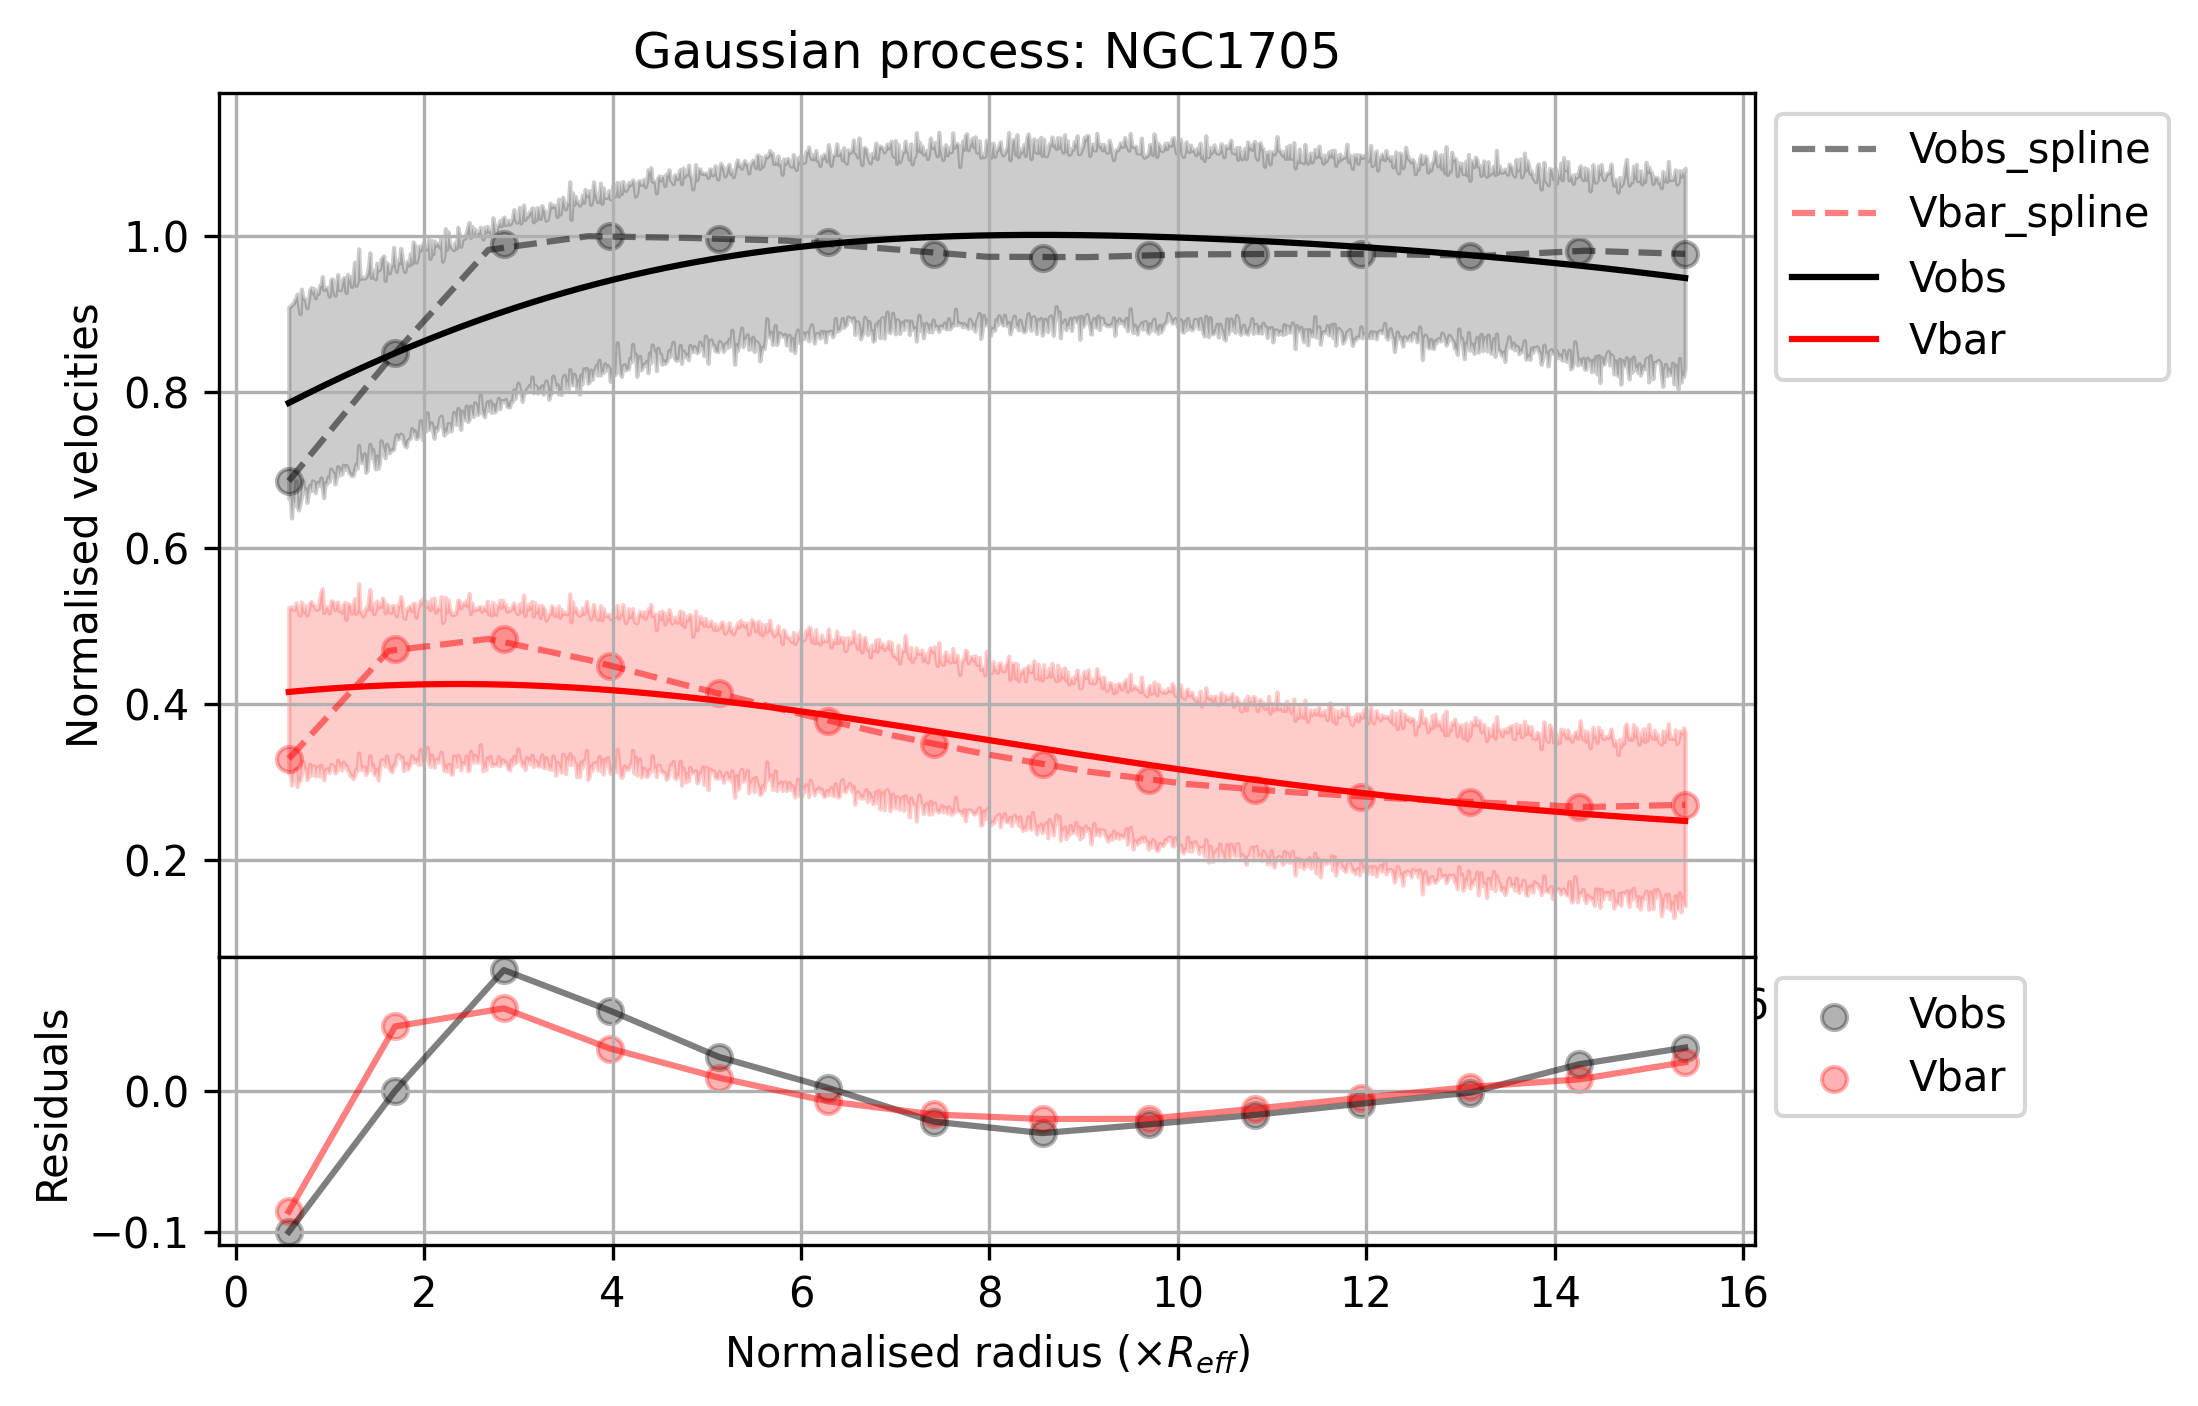 Gaussian process: NGC1705
Normalised velocities
1.0
0.8
0.6
0.4
0.2
Vobs_spline
Vbar_spline
Vobs
Vbar
Residuals
0.0
−0.1
6
Vobs
Vbar
0 2 4 6 8 10 12 14 16
Normalised radius (×R_eff)